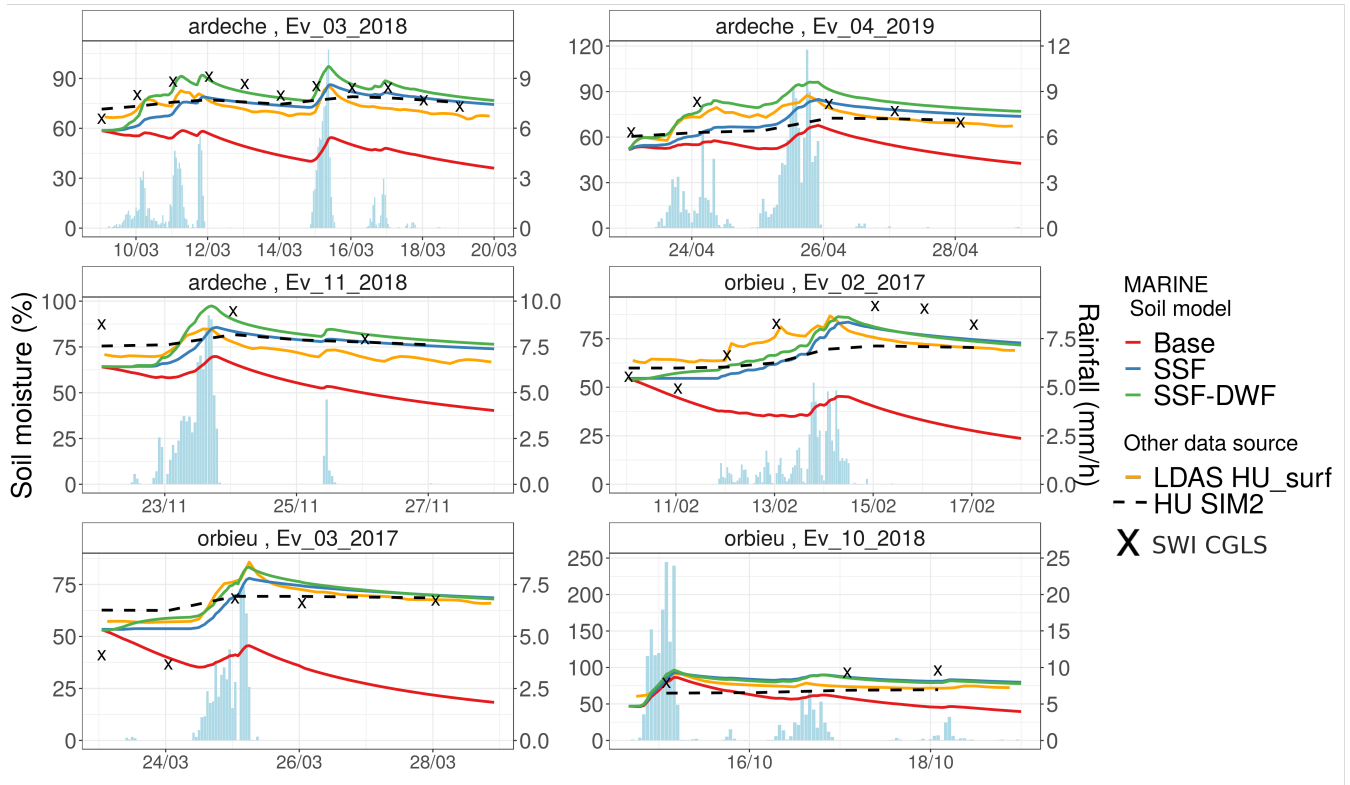 ardeche , Ev_03_2018
90
60
30
0
9
6
3
0
10/03 12/03 14/03 16/03 18/03 20/03
ardeche , Ev_04_2019
120
90
60
30
0
12
9
6
3
0
24/04 26/04 28/04
ardeche , Ev_11_2018
100
75
50
25
0
10.0
7.5
5.0
2.5
0.0
23/11 25/11 27/11
orbieu , Ev_02_2017
75
50
25
0
7.5
5.0
2.5
0.0
11/02 13/02 15/02 17/02
orbieu , Ev_03_2017
75
50
25
0
7.5
5.0
2.5
0.0
24/03 26/03 28/03
orbieu , Ev_10_2018
250
200
150
100
50
0
25
20
15
10
5
0
16/10 18/10
Soil moisture (%)
Rainfall (mm/h)
MARINE
Soil model
Base
SSF
SSF-DWF
Other data source
LDAS HU_surf
HU SIM2
X SWI CGLS